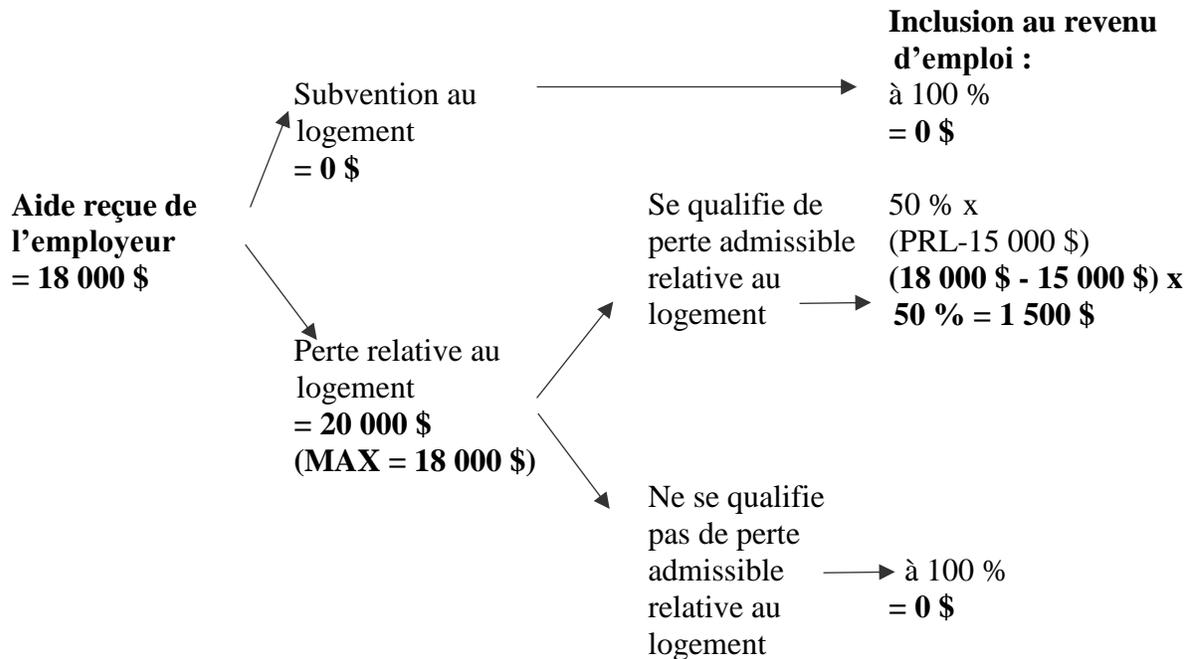 Inclusion au revenu
d’emploi :
à 100 %
= 0 $
Subvention au
logement
= 0 $
Aide reçue de
l’employeur
= 18 000 $
Se qualifie de
perte admissible
relative au
logement
50 % x
(PRL-15 000 $)
(18 000 $ - 15 000 $) x
50 % = 1 500 $
Perte relative au
logement
= 20 000 $
(MAX = 18 000 $)
Ne se qualifie
pas de perte
admissible
relative au
logement
à 100 %
= 0 $